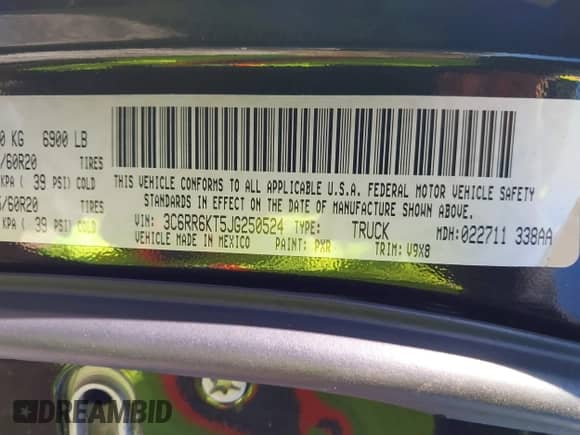 0 KG 6900 LB
/60R20 TIRES
KPA ( 39 PSI) COLD
/60R20 TIRES
KPA ( 39 PSI) COLD
THIS VEHICLE CONFORMS TO ALL APPLICABLE U.S.A. FEDERAL MOTOR VEHICLE SAFETY
STANDARDS IN EFFECT ON THE DATE OF MANUFACTURE SHOWN ABOVE.
VIN: 3C6RR6KT5JG250524 TYPE: TRUCK MDH: 022711 338AA
VEHICLE MADE IN MEXICO PAINT: PXR TRIM: V9X8
DREAMBID